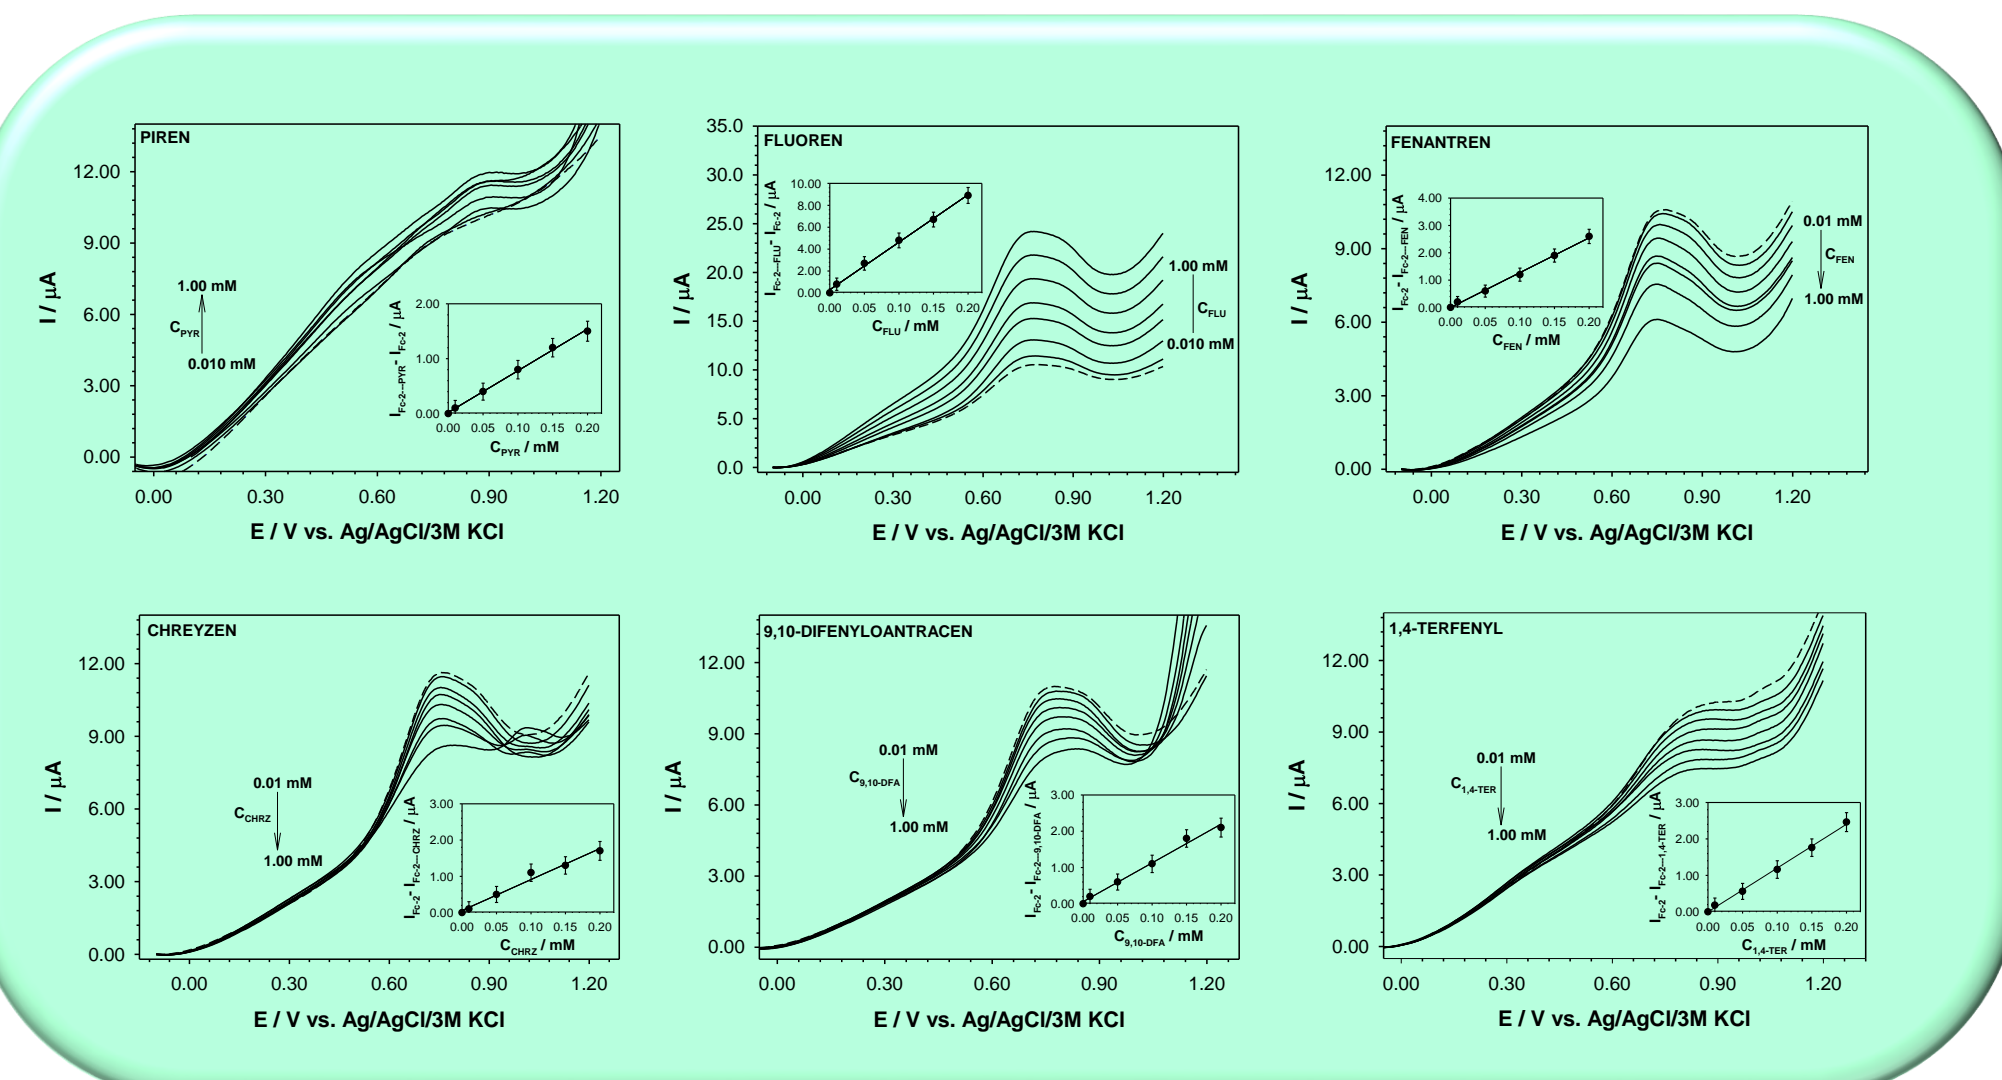 PIREN
I / µA
12.00
9.00
6.00
3.00
0.00
0.00 0.30 0.60 0.90 1.20
E / V vs. Ag/AgCl/3M KCl
1.00 mM
C_PYR
0.010 mM
I_Fc-2---PYR - I_Fc-2 / µA
2.00
1.00
0.00
0.00 0.05 0.10 0.15 0.20
C_PYR / mM
FLUOREN
I / µA
35.0
30.0
25.0
20.0
15.0
10.0
5.0
0.0
0.00 0.30 0.60 0.90 1.20
E / V vs. Ag/AgCl/3M KCl
I_Fc-2---FLU - I_Fc-2 / µA
10.00
8.00
6.00
4.00
2.00
0.00
0.00 0.05 0.10 0.15 0.20
C_FLU / mM
1.00 mM
C_FLU
0.010 mM
FENANTREN
I / µA
12.00
9.00
6.00
3.00
0.00
0.00 0.30 0.60 0.90 1.20
E / V vs. Ag/AgCl/3M KCl
I_Fc-2 - I_Fc-2---FEN / µA
4.00
3.00
2.00
1.00
0.00
0.00 0.05 0.10 0.15 0.20
C_FEN / mM
0.01 mM
C_FEN
1.00 mM
CHREYZEN
I / µA
12.00
9.00
6.00
3.00
0.00
0.00 0.30 0.60 0.90 1.20
E / V vs. Ag/AgCl/3M KCl
0.01 mM
C_CHRZ
1.00 mM
I_Fc-2 - I_Fc-2---CHRZ / µA
3.00
2.00
1.00
0.00
0.00 0.05 0.10 0.15 0.20
C_CHRZ / mM
9,10-DIFENYLOANTRACEN
I / µA
12.00
9.00
6.00
3.00
0.00
0.00 0.30 0.60 0.90 1.20
E / V vs. Ag/AgCl/3M KCl
0.01 mM
C_9,10-DFA
1.00 mM
I_Fc-2 - I_Fc-2---9,10-DFA / µA
3.00
2.00
1.00
0.00
0.00 0.05 0.10 0.15 0.20
C_9,10-DFA / mM
1,4-TERFENYL
I / µA
12.00
9.00
6.00
3.00
0.00
0.00 0.30 0.60 0.90 1.20
E / V vs. Ag/AgCl/3M KCl
0.01 mM
C_1,4-TER
1.00 mM
I_Fc-2 - I_Fc-2---1,4-TER / µA
3.00
2.00
1.00
0.00
0.00 0.05 0.10 0.15 0.20
C_1,4-TER / mM